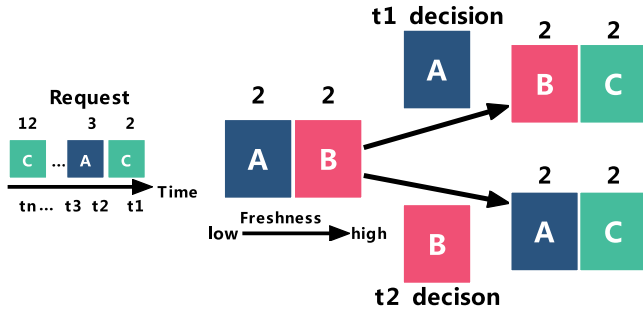 Request
12 3 2
C ... A C
Time
tn... t3 t2 t1
2 2
A B
Freshness
low high
t1 decision
A
2 2
B C
B
t2 decison
2 2
A C